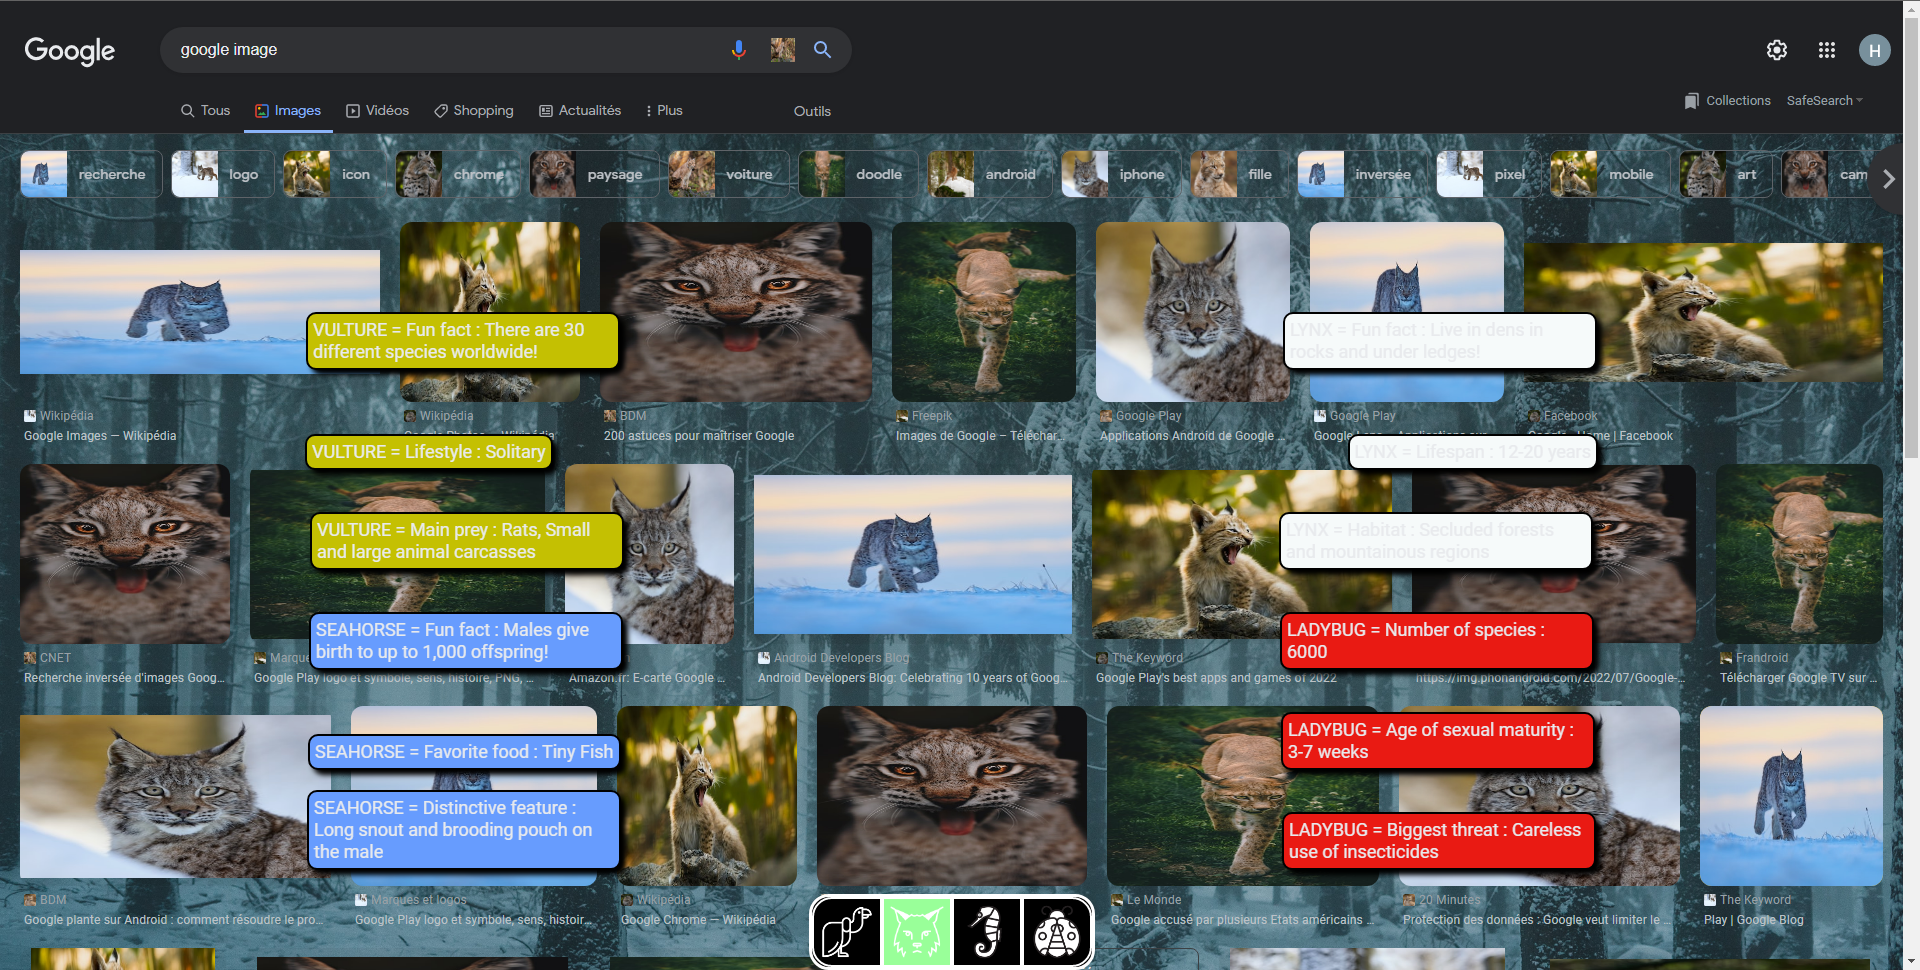 Google
google image
H
Tous
Images
Vidéos
Shopping
Actualités
Plus
Outils
Collections
SafeSearch
recherche
logo
icon
chrome
paysage
voiture
doodle
android
iphone
fille
inversée
pixel
mobile
art
cam
VULTURE = Fun fact : There are 30
different species worldwide!
LYNX = Fun fact : Live in dens in
rocks and under ledges!
Wikipédia
Google Images — Wikipédia
Wikipédia
Google Photos — Wikipédia
BDM
200 astuces pour maîtriser Google
Freepik
Images de Google – Téléchar...
Google Play
Applications Android de Google ...
Google Play
Facebook
Google Home | Facebook
VULTURE = Lifestyle : Solitary
LYNX = Lifespan : 12-20 years
VULTURE = Main prey : Rats, Small
and large animal carcasses
LYNX = Habitat : Secluded forests
and mountainous regions
SEAHORSE = Fun fact : Males give
birth to up to 1,000 offspring!
LADYBUG = Number of species :
6000
CNET
Recherche inversée d'images Goog...
Google Play logo et symbole, sens, histoire, PNG, ...
Amazon.fr: E-carte Google ...
Android Developers Blog
Android Developers Blog: Celebrating 10 years of Goog...
The Keyword
Google Play's best apps and games of 2022
https://img.phonandroid.com/2022/07/Google-...
Frandroid
Télécharger Google TV sur ...
SEAHORSE = Favorite food : Tiny Fish
LADYBUG = Age of sexual maturity :
3-7 weeks
SEAHORSE = Distinctive feature :
Long snout and brooding pouch on
the male
LADYBUG = Biggest threat : Careless
use of insecticides
BDM
Google plante sur Android : comment résoudre le pro...
Marques et logos
Google Play logo et symbole, sens, histoir...
Wikipédia
Google Chrome — Wikipédia
Le Monde
Google accusé par plusieurs Etats américains ...
20 Minutes
Protection des données : Google veut limiter le ...
The Keyword
Play | Google Blog